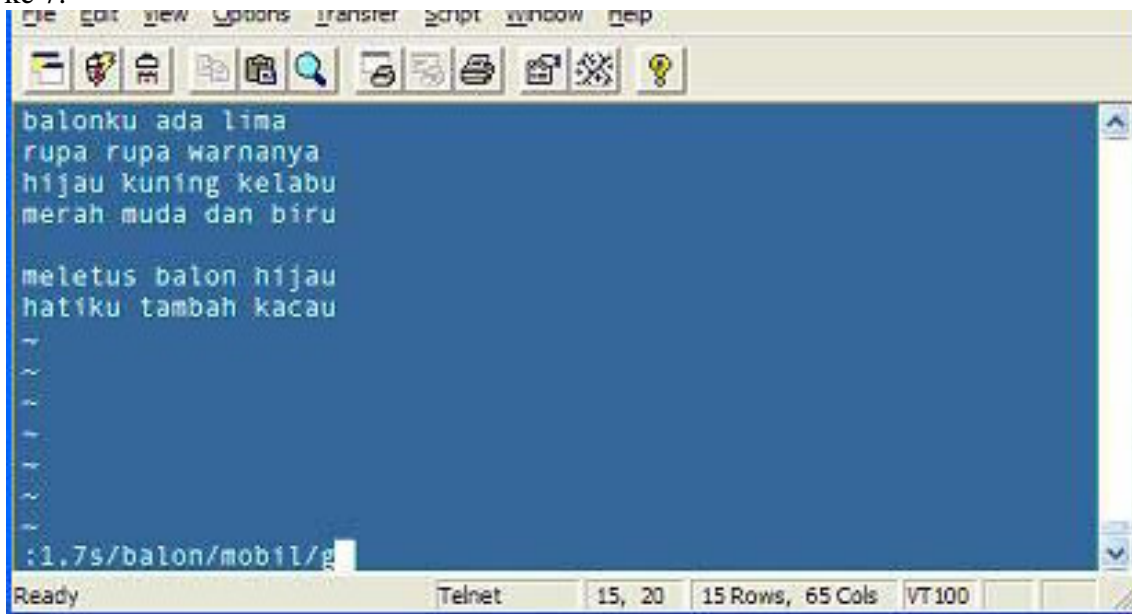 ke 7.
File Edit View Options Transfer Script Window Help
balonku ada lima
rupa rupa warnanya
hijau kuning kelabu
merah muda dan biru
meletus balon hijau
hatiku tambah kacau
~
~
~
~
~
~
~
:1,7s/balon/mobil/g
Ready Telnet 15, 20 15 Rows, 65 Cols VT100